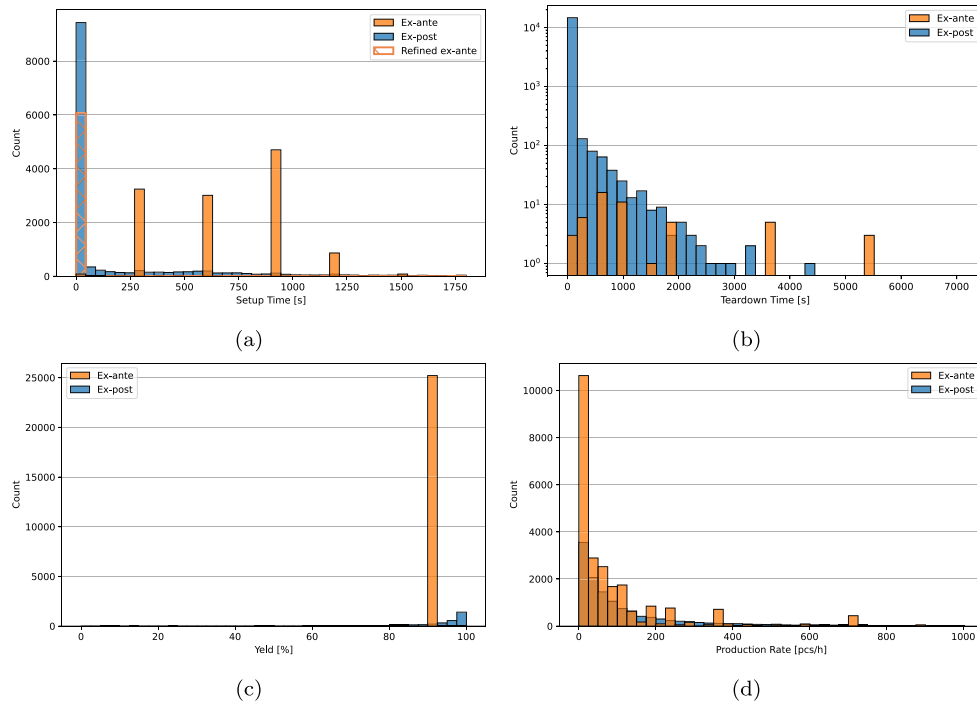 Ex-ante
Ex-post
Refined ex-ante
8000
6000
4000
2000
0
Count
0 250 500 750 1000 1250 1500 1750
Setup Time [s]
(a)
Ex-ante
Ex-post
10^4
10^3
10^2
10^1
10^0
Count
0 1000 2000 3000 4000 5000 6000 7000
Teardown Time [s]
(b)
Ex-ante
Ex-post
25000
20000
15000
10000
5000
0
Count
0 20 40 60 80 100
Yeld [%]
(c)
Ex-ante
Ex-post
10000
8000
6000
4000
2000
0
Count
0 200 400 600 800 1000
Production Rate [pcs/h]
(d)